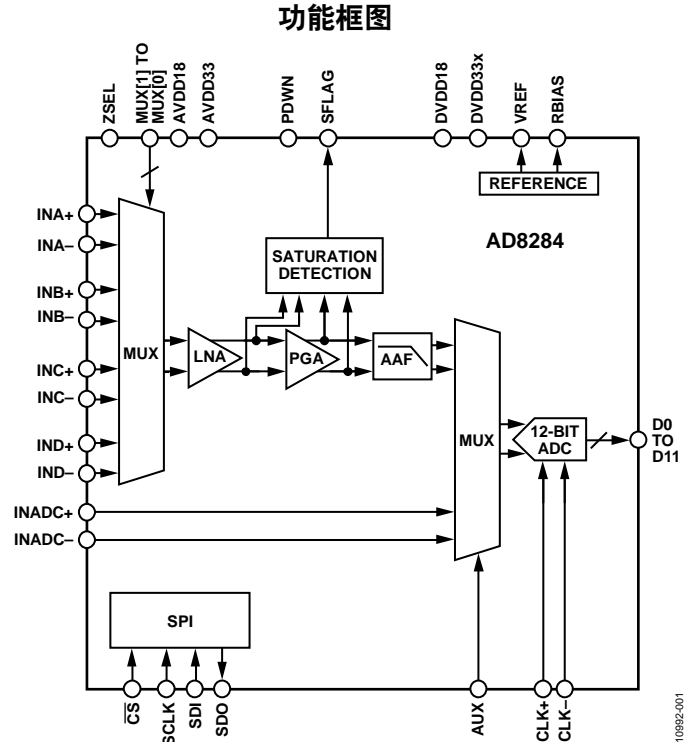 功能框图
ZSEL
MUX[1] TO
MUX[0]
AVDD18
AVDD33
PDWN
SFLAG
DVDD18
DVDD33x
VREF
RBIAS
REFERENCE
AD8284
INA+
INA–
INB+
INB–
INC+
INC–
IND+
IND–
INADC+
INADC–
MUX
LNA
SATURATION
DETECTION
PGA
AAF
MUX
12-BIT
ADC
D0
TO
D11
SPI
CS
SCLK
SDI
SDO
AUX
CLK+
CLK–
10992-001